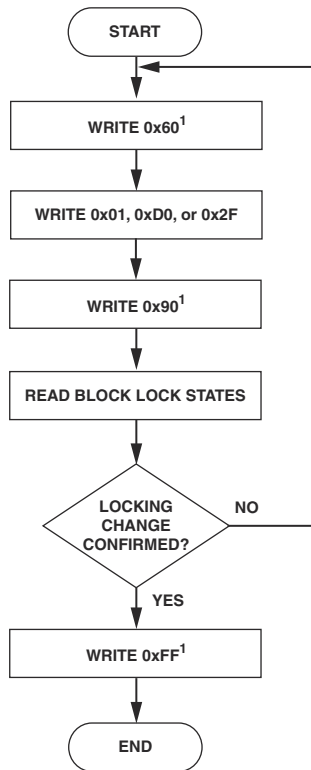 START
WRITE 0x60¹
WRITE 0x01, 0xD0, or 0x2F
WRITE 0x90¹
READ BLOCK LOCK STATES
LOCKING
CHANGE
CONFIRMED?
NO
YES
WRITE 0xFF¹
END